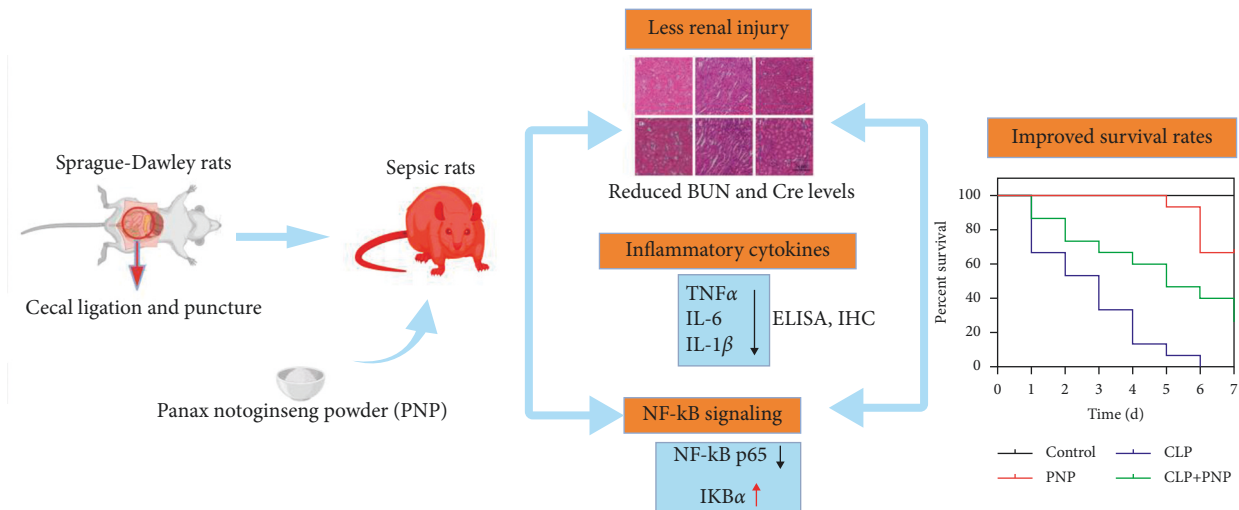 Less renal injury
Reduced BUN and Cre levels
Sprague-Dawley rats
Cecal ligation and puncture
Sepsic rats
Panax notoginseng powder (PNP)
Inflammatory cytokines
TNFα
IL-6
IL-1β
ELISA, IHC
NF-kB signaling
NF-kB p65
IKBα
Improved survival rates
Percent survival
100
80
60
40
20
0
0 1 2 3 4 5 6 7
Time (d)
Control
CLP
PNP
CLP+PNP